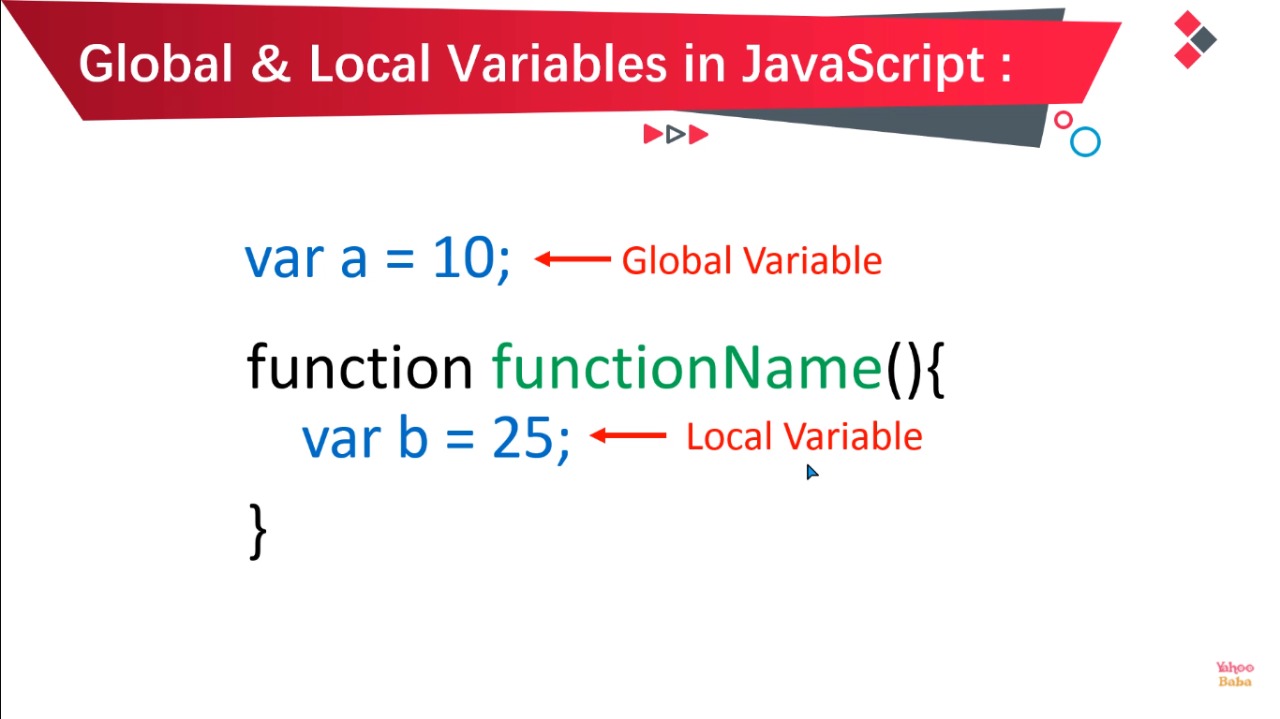 Global & Local Variables in JavaScript :
var a = 10; Global Variable
function functionName(){
var b = 25; Local Variable
}
Yahoo
Baba